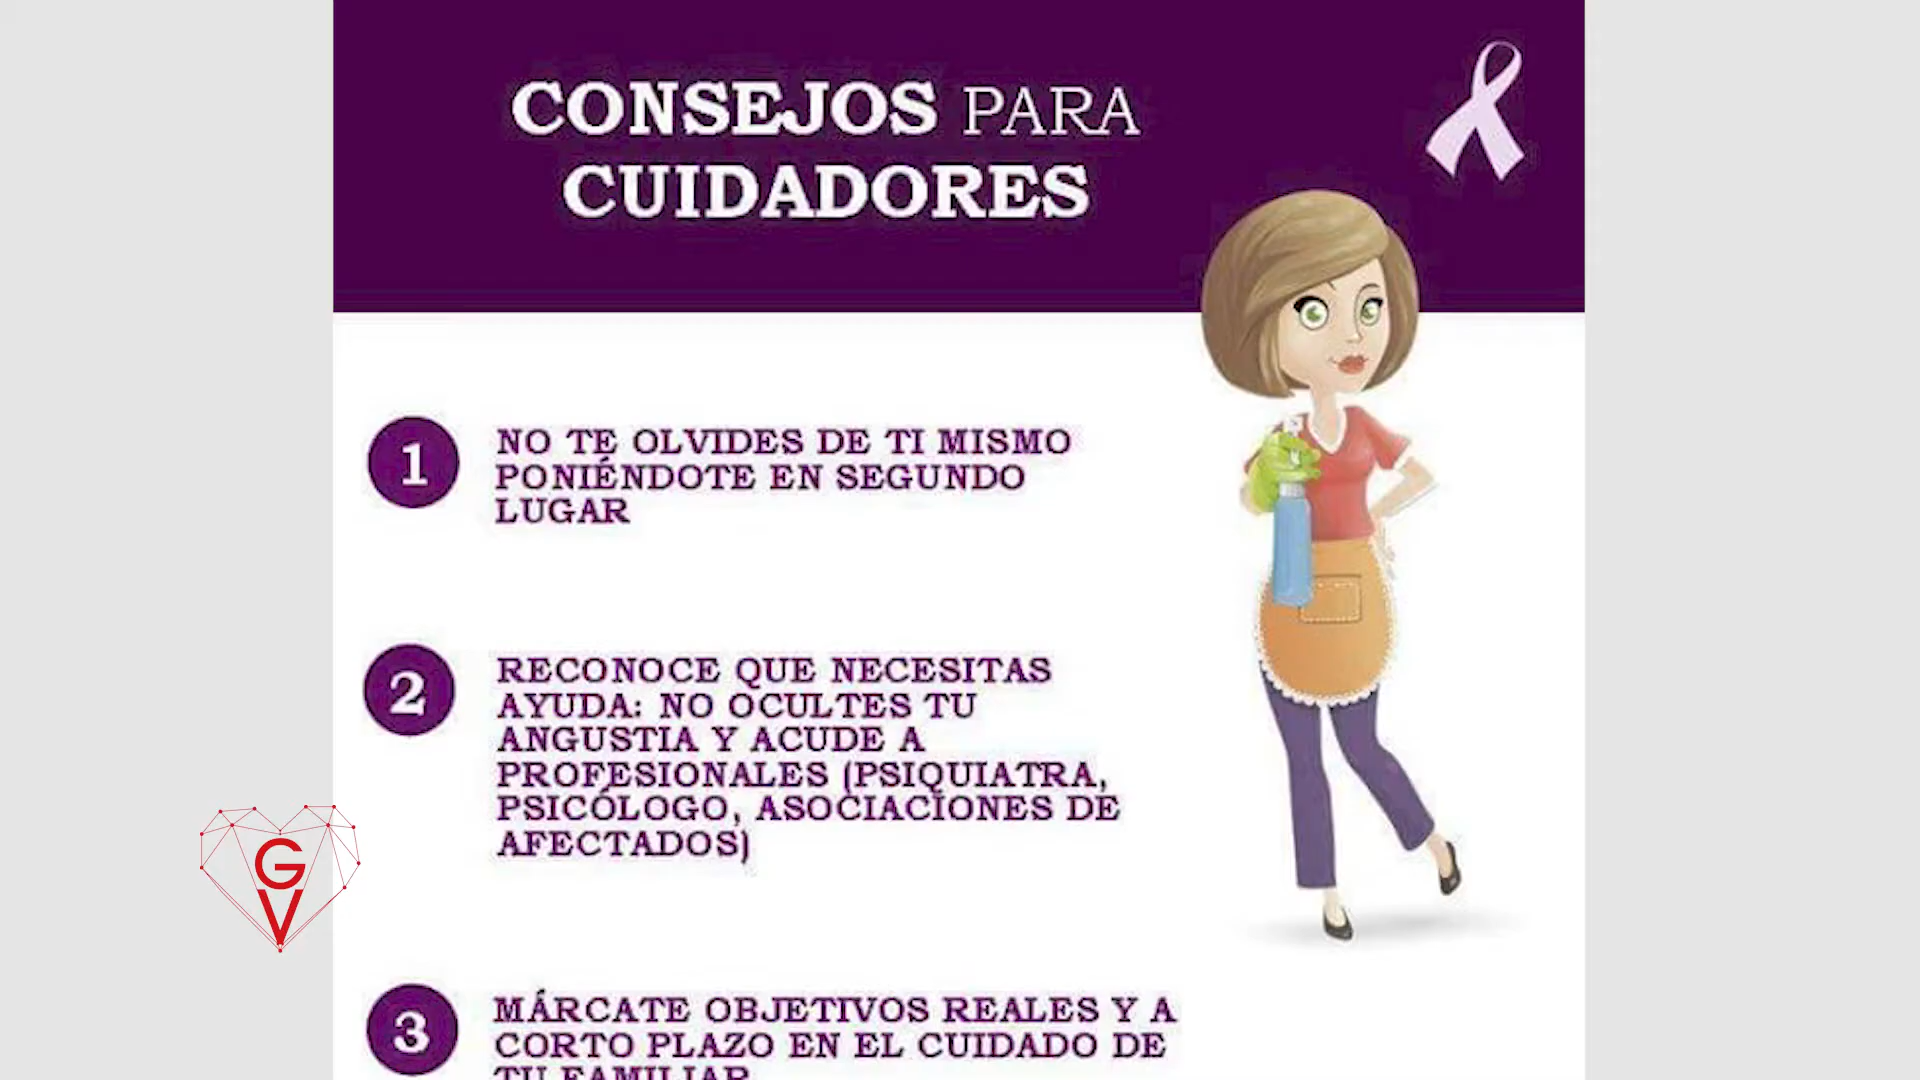 CONSEJOS PARA
CUIDADORES
1
NO TE OLVIDES DE TI MISMO
PONIÉNDOTE EN SEGUNDO
LUGAR
2
RECONOCE QUE NECESITAS
AYUDA: NO OCULTES TU
ANGUSTIA Y ACUDE A
PROFESIONALES (PSIQUIATRA,
PSICÓLOGO, ASOCIACIONES DE
AFECTADOS)
3
MÁRCATE OBJETIVOS REALES Y A
CORTO PLAZO EN EL CUIDADO DE
TU FAMILIAR
G
V